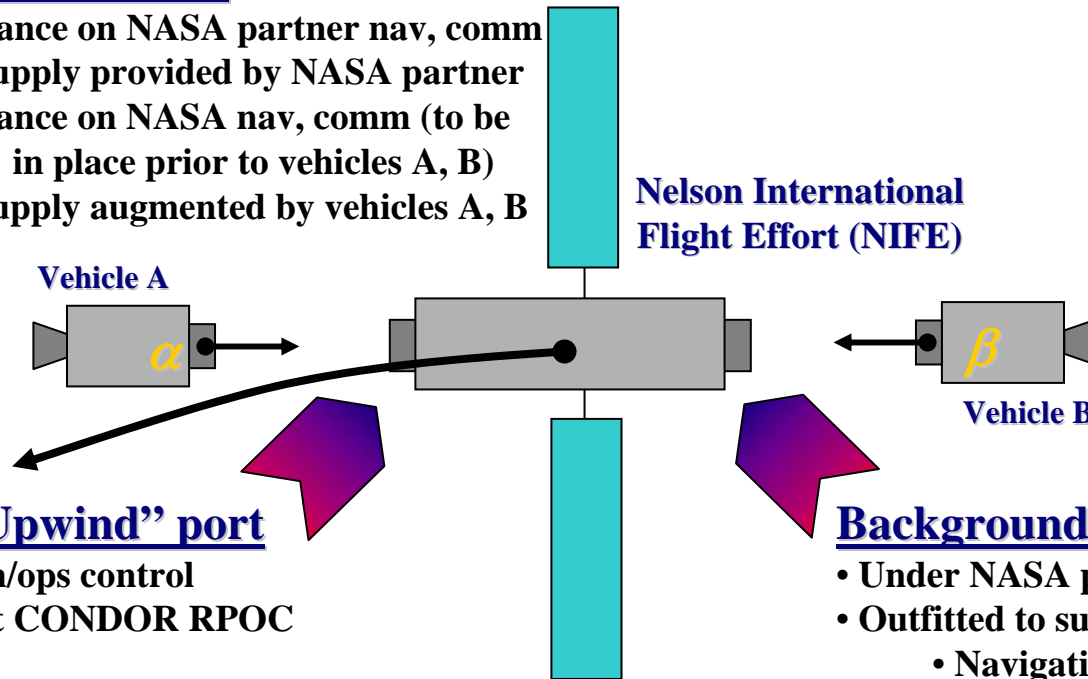 ance on NASA partner nav, comm
upply provided by NASA partner
ance on NASA nav, comm (to be
in place prior to vehicles A, B)
upply augmented by vehicles A, B
Nelson International
Flight Effort (NIFE)
Vehicle A
α
β
Vehicle B
Upwind” port
n/ops control
t CONDOR RPOC
Background
• Under NASA p
• Outfitted to su
• Navigati